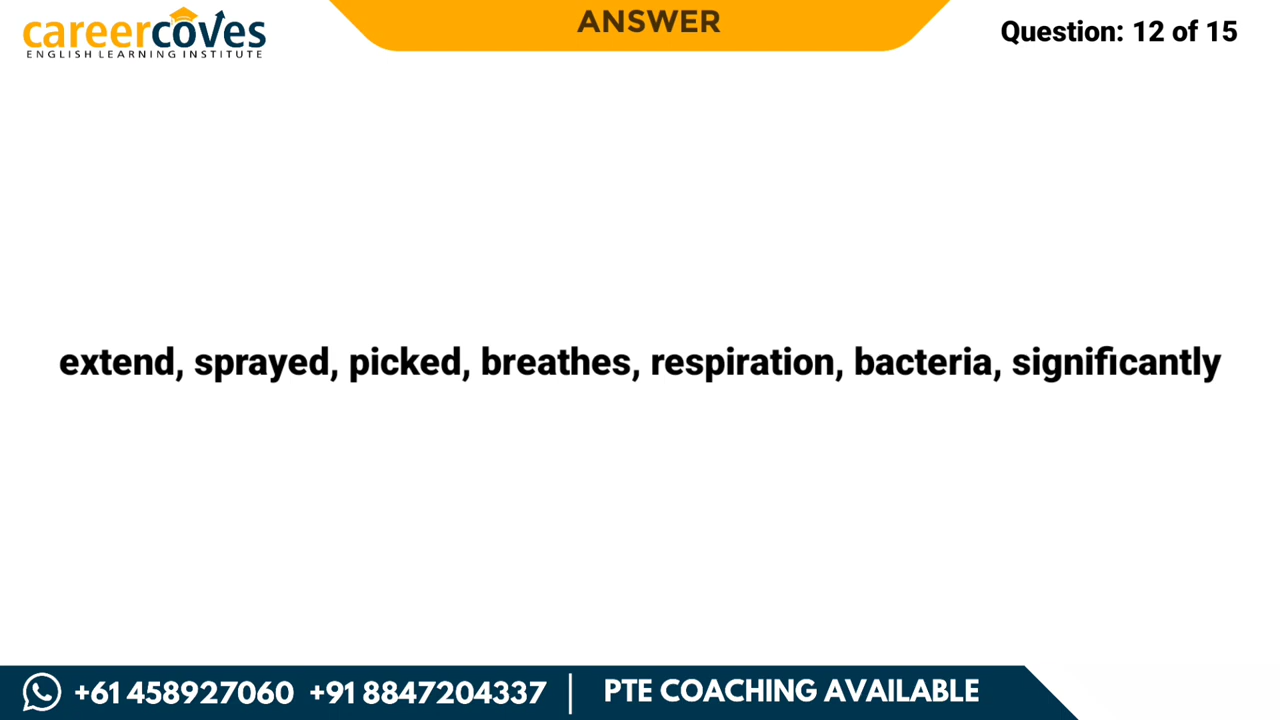 careercoves
ENGLISH LEARNING INSTITUTE
ANSWER
Question: 12 of 15
extend, sprayed, picked, breathes, respiration, bacteria, significantly
+61 458927060 +91 8847204337 | PTE COACHING AVAILABLE